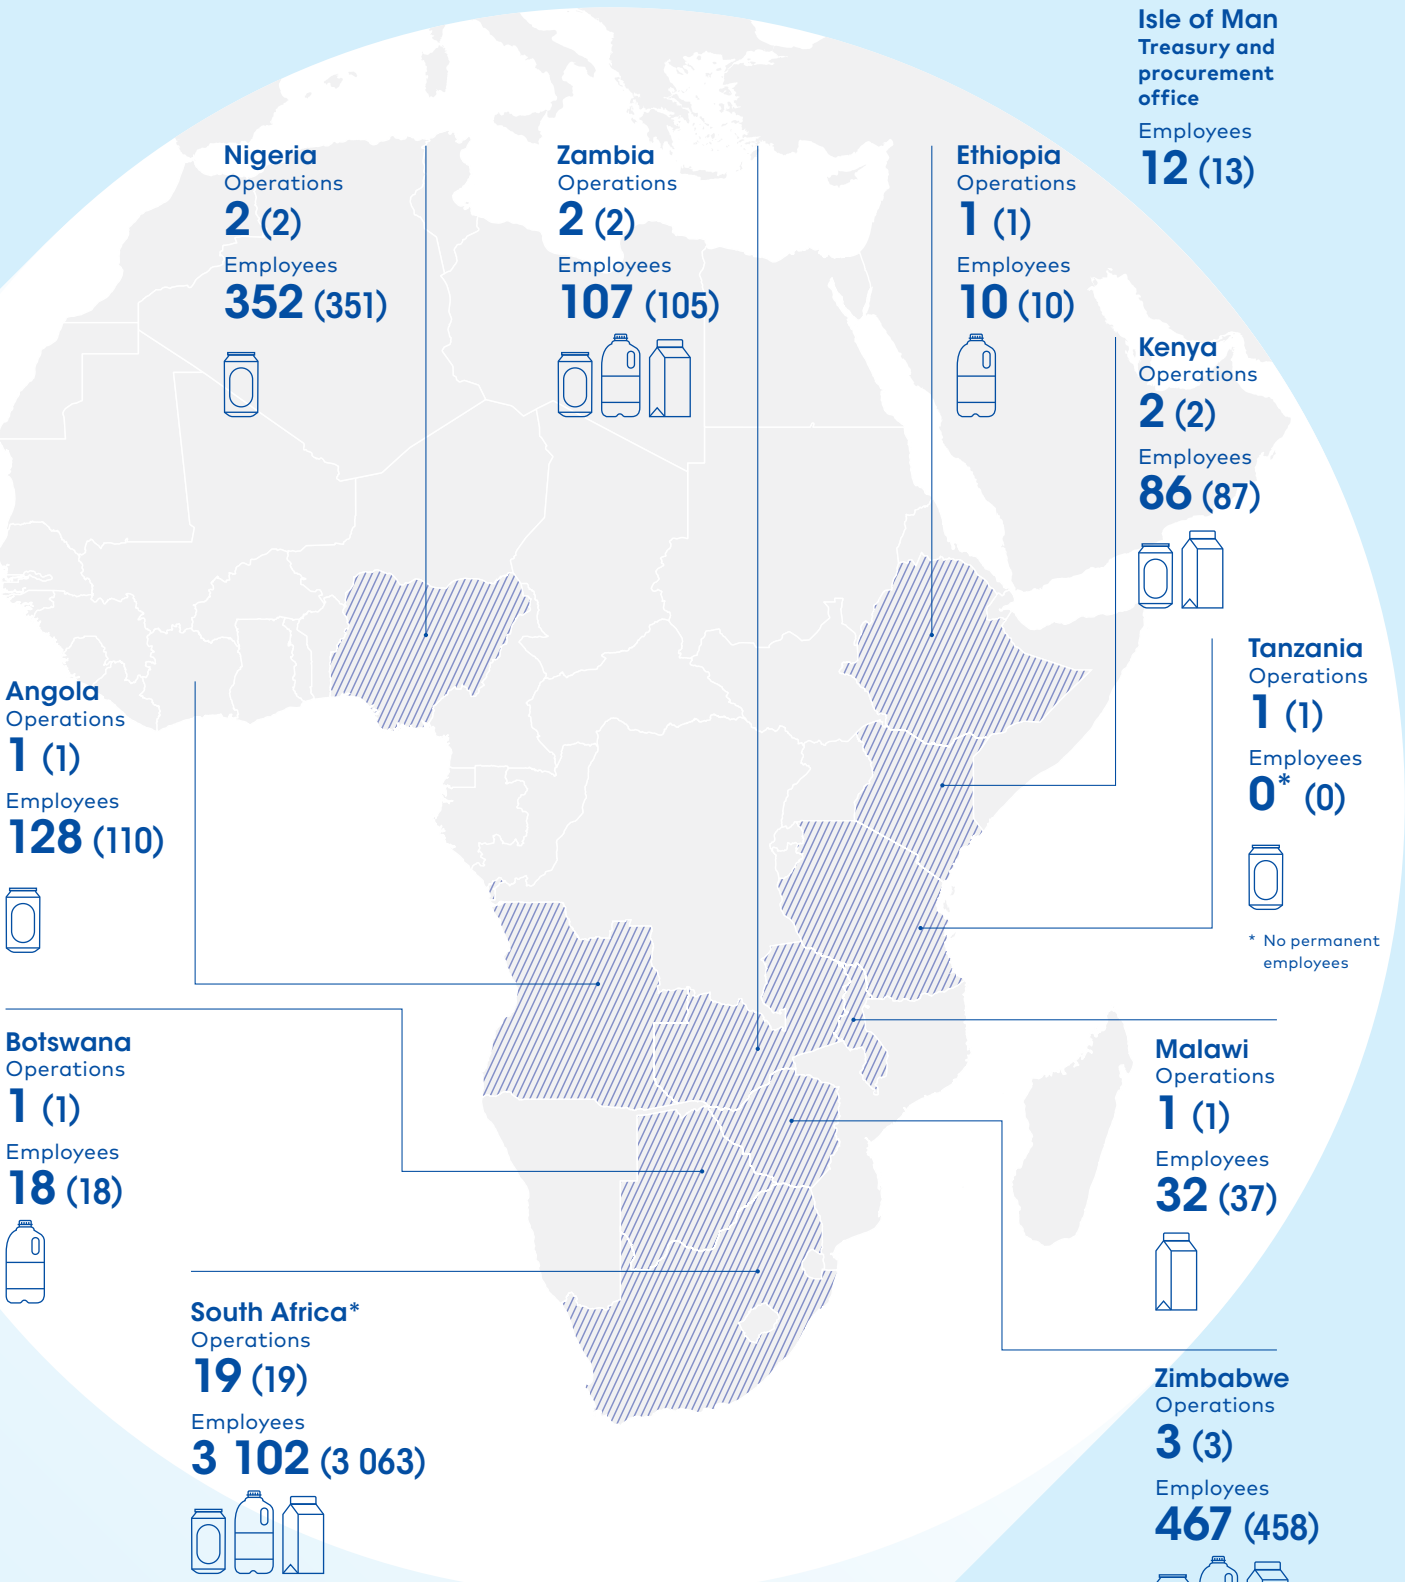 Isle of Man
Treasury and
procurement
office
Employees
12 (13)
Nigeria
Operations
2 (2)
Employees
352 (351)
Zambia
Operations
2 (2)
Employees
107 (105)
Ethiopia
Operations
1 (1)
Employees
10 (10)
Kenya
Operations
2 (2)
Employees
86 (87)
Tanzania
Operations
1 (1)
Employees
0* (0)
* No permanent
employees
Angola
Operations
1 (1)
Employees
128 (110)
Botswana
Operations
1 (1)
Employees
18 (18)
Malawi
Operations
1 (1)
Employees
32 (37)
South Africa*
Operations
19 (19)
Employees
3 102 (3 063)
Zimbabwe
Operations
3 (3)
Employees
467 (458)